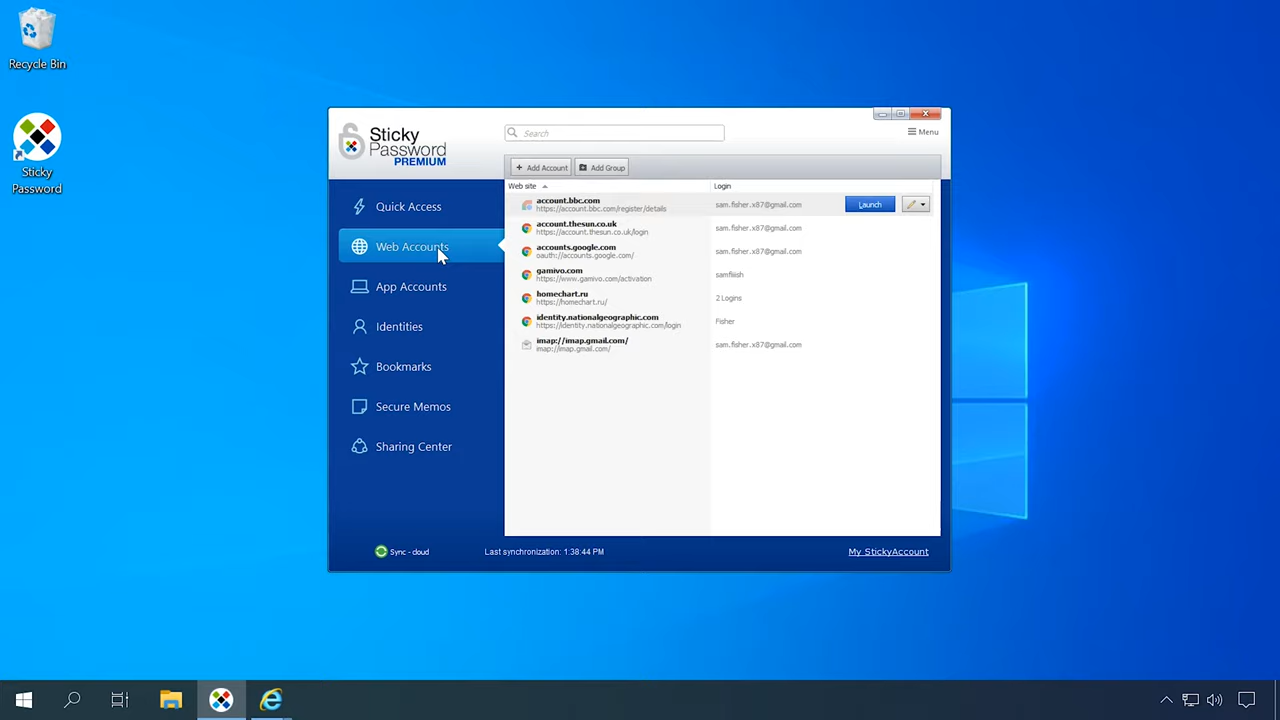 Recycle Bin
Sticky
Password
Sticky
Password
PREMIUM
Search
Menu
+ Add Account
Add Group
Web site
Login
Quick Access
Web Accounts
App Accounts
Identities
Bookmarks
Secure Memos
Sharing Center
account.bbc.com
https://account.bbc.com/register/details
sam.fisher.x87@gmail.com
Launch
account.thesun.co.uk
https://account.thesun.co.uk/login
sam.fisher.x87@gmail.com
accounts.google.com
oauth://accounts.google.com/
sam.fisher.x87@gmail.com
gamivo.com
https://www.gamivo.com/activation
samfiiish
homechart.ru
https://homechart.ru/
2 Logins
identity.nationalgeographic.com
https://identity.nationalgeographic.com/login
Fisher
imap://imap.gmail.com/
imap://imap.gmail.com/
sam.fisher.x87@gmail.com
Sync - cloud
Last synchronization: 1:38:44 PM
My StickyAccount